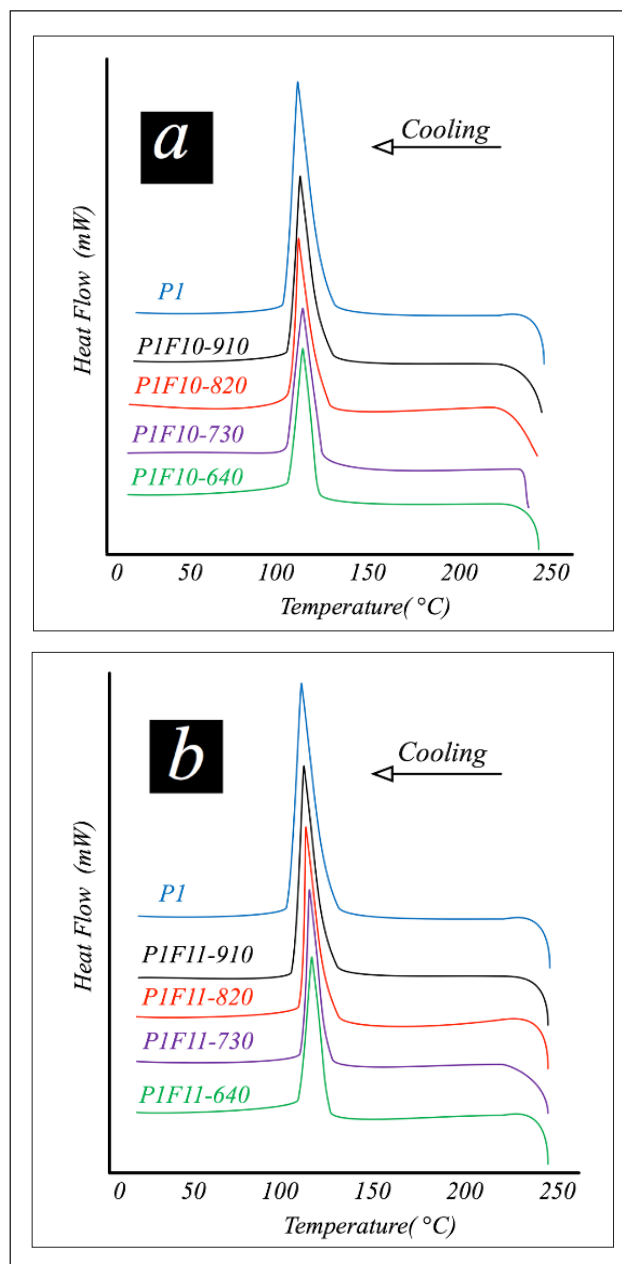 a
Cooling
Heat Flow (mW)
P1
P1F10-910
P1F10-820
P1F10-730
P1F10-640
0 50 100 150 200 250
Temperature( °C)
b
Cooling
Heat Flow (mW)
P1
P1F11-910
P1F11-820
P1F11-730
P1F11-640
0 50 100 150 200 250
Temperature( °C)